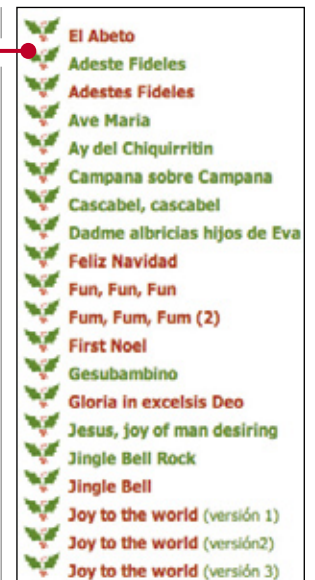 El Abeto
Adeste Fideles
Adestes Fideles
Ave Maria
Ay del Chiquirritin
Campana sobre Campana
Cascabel, cascabel
Dadme albricias hijos de Eva
Feliz Navidad
Fun, Fun, Fun
Fum, Fum, Fum (2)
First Noel
Gesubambino
Gloria in excelsis Deo
Jesus, joy of man desiring
Jingle Bell Rock
Jingle Bell
Joy to the world (versión 1)
Joy to the world (versión2)
Joy to the world (versión 3)